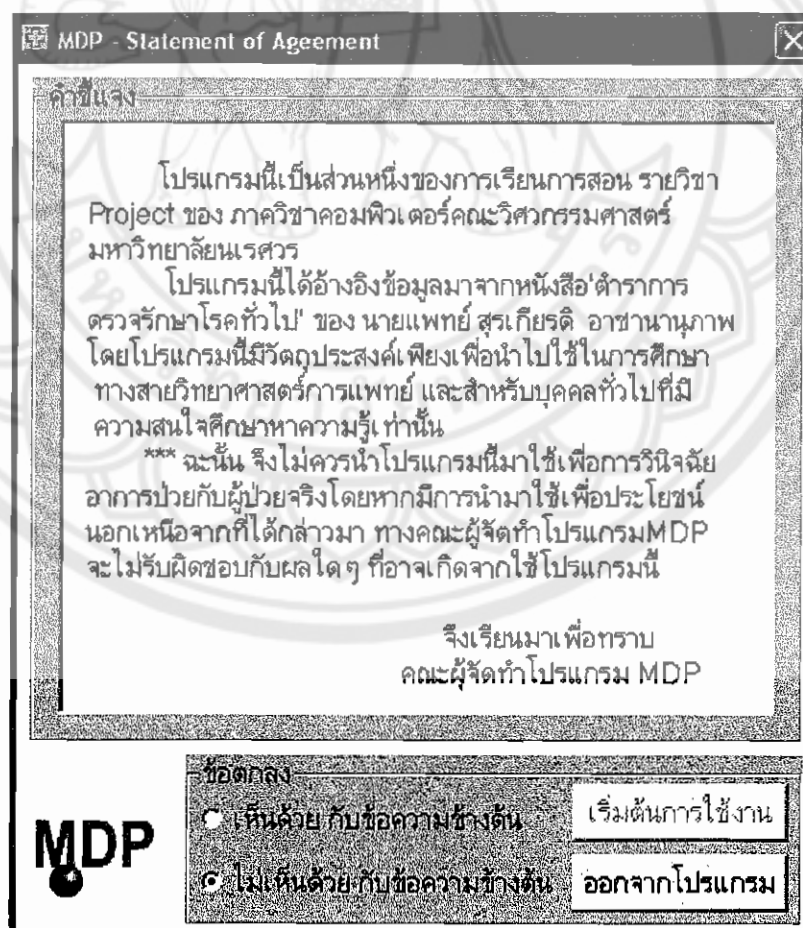 MDP - Statement of Ageement
คำชี้แจง
โปรแกรมนี้เป็นส่วนหนึ่งของการเรียนการสอน รายวิชา
Project ของ ภาควิชาคอมพิวเตอร์คณะวิศวกรรมศาสตร์
มหาวิทยาลัยนเรศวร
โปรแกรมนี้ได้อ้างอิงข้อมูลมาจากหนังสือ'ตำราการ
ตรวจรักษาโรคทั่วไป' ของ นายแพทย์ สุรเกียรติ อาชานานุภาพ
โดยโปรแกรมนี้มีวัตถุประสงค์เพียงเพื่อนำไปใช้ในการศึกษา
ทางสายวิทยาศาสตร์การแพทย์ และสำหรับบุคคลทั่วไปที่มี
ความสนใจศึกษาหาความรู้เท่านั้น
*** ฉะนั้น จึงไม่ควรนำโปรแกรมนี้มาใช้เพื่อการวินิจฉัย
อาการป่วยกับผู้ป่วยจริงโดยหากมีการนำมาใช้เพื่อประโยชน์
นอกเหนือจากที่ได้กล่าวมา ทางคณะผู้จัดทำโปรแกรมMDP
จะไม่รับผิดชอบกับผลใดๆ ที่อาจเกิดจากใช้โปรแกรมนี้
จึงเรียนมาเพื่อทราบ
คณะผู้จัดทำโปรแกรม MDP
ข้อตกลง
เห็นด้วย กับข้อความข้างต้น
เริ่มต้นการใช้งาน
MDP
ไม่เห็นด้วย กับข้อความข้างต้น
ออกจากโปรแกรม